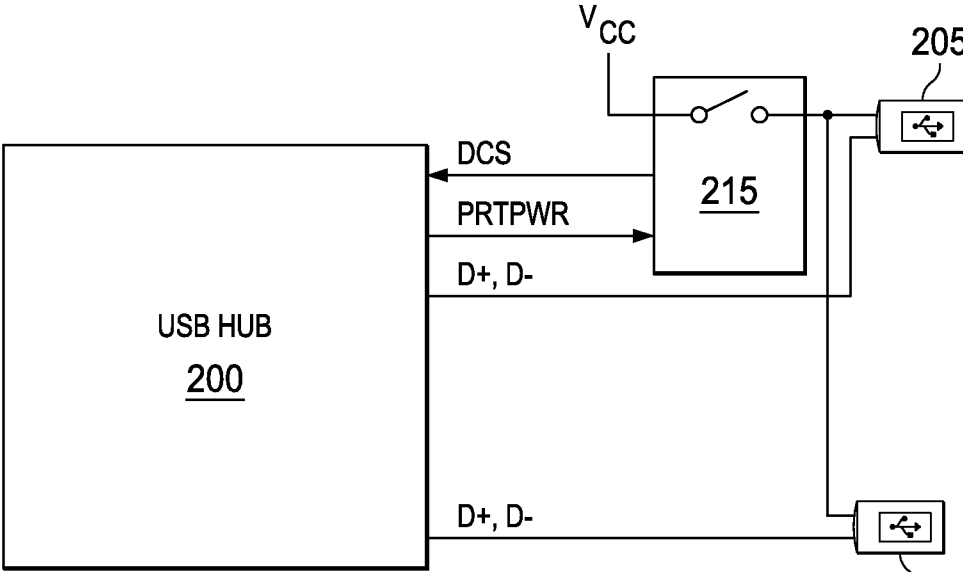 VCC
205
DCS
215
PRTPWR
D+, D-
USB HUB
200
D+, D-